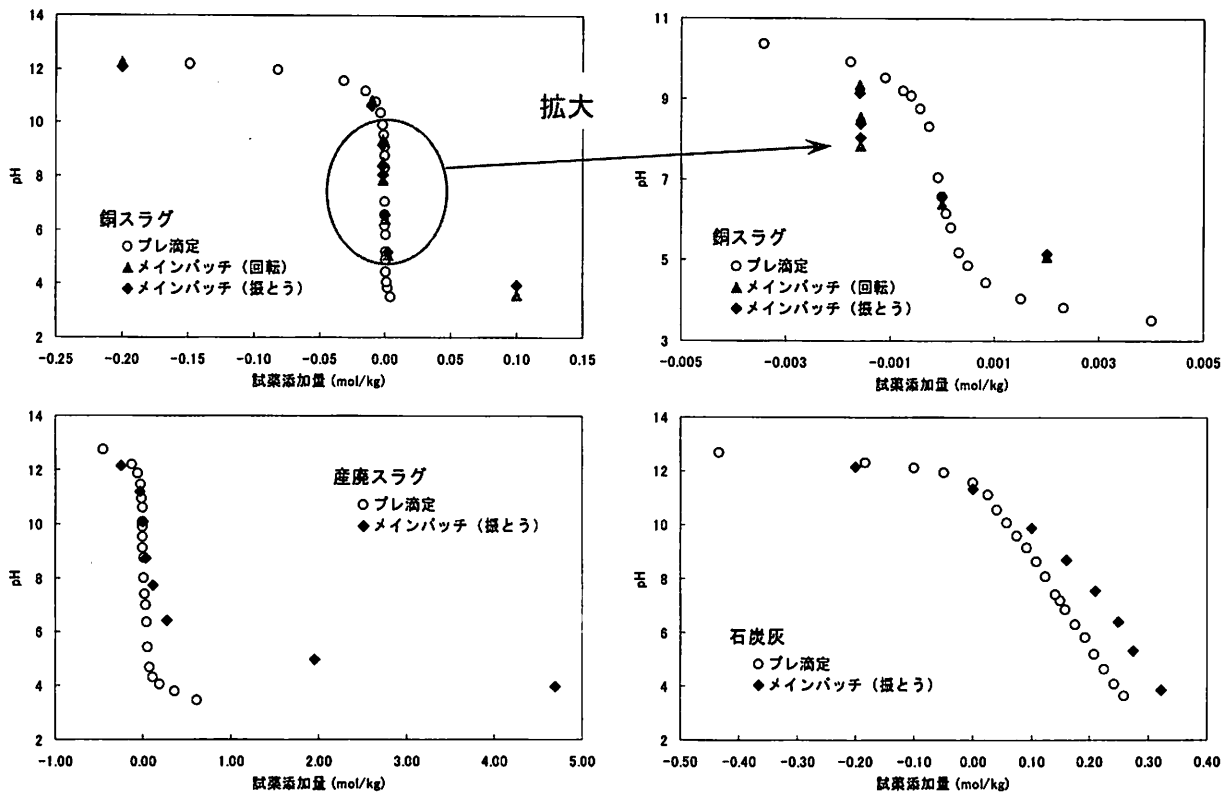 14
12
10
8
6
4
2
pH
銅スラグ
プレ滴定
メインバッチ（回転）
メインバッチ（振とう）
-0.25 -0.20 -0.15 -0.10 -0.05 0.00 0.05 0.10 0.15
試薬添加量 (mol/kg)
拡大
11
9
7
5
3
pH
銅スラグ
プレ滴定
メインバッチ（回転）
メインバッチ（振とう）
-0.005 -0.003 -0.001 0.001 0.003 0.005
試薬添加量 (mol/kg)
14
12
10
8
6
4
2
pH
産廃スラグ
プレ滴定
メインバッチ（振とう）
-1.00 0.00 1.00 2.00 3.00 4.00 5.00
試薬添加量 (mol/kg)
14
12
10
8
6
4
2
pH
石炭灰
プレ滴定
メインバッチ（振とう）
-0.50 -0.40 -0.30 -0.20 -0.10 0.00 0.10 0.20 0.30 0.40
試薬添加量 (mol/kg)